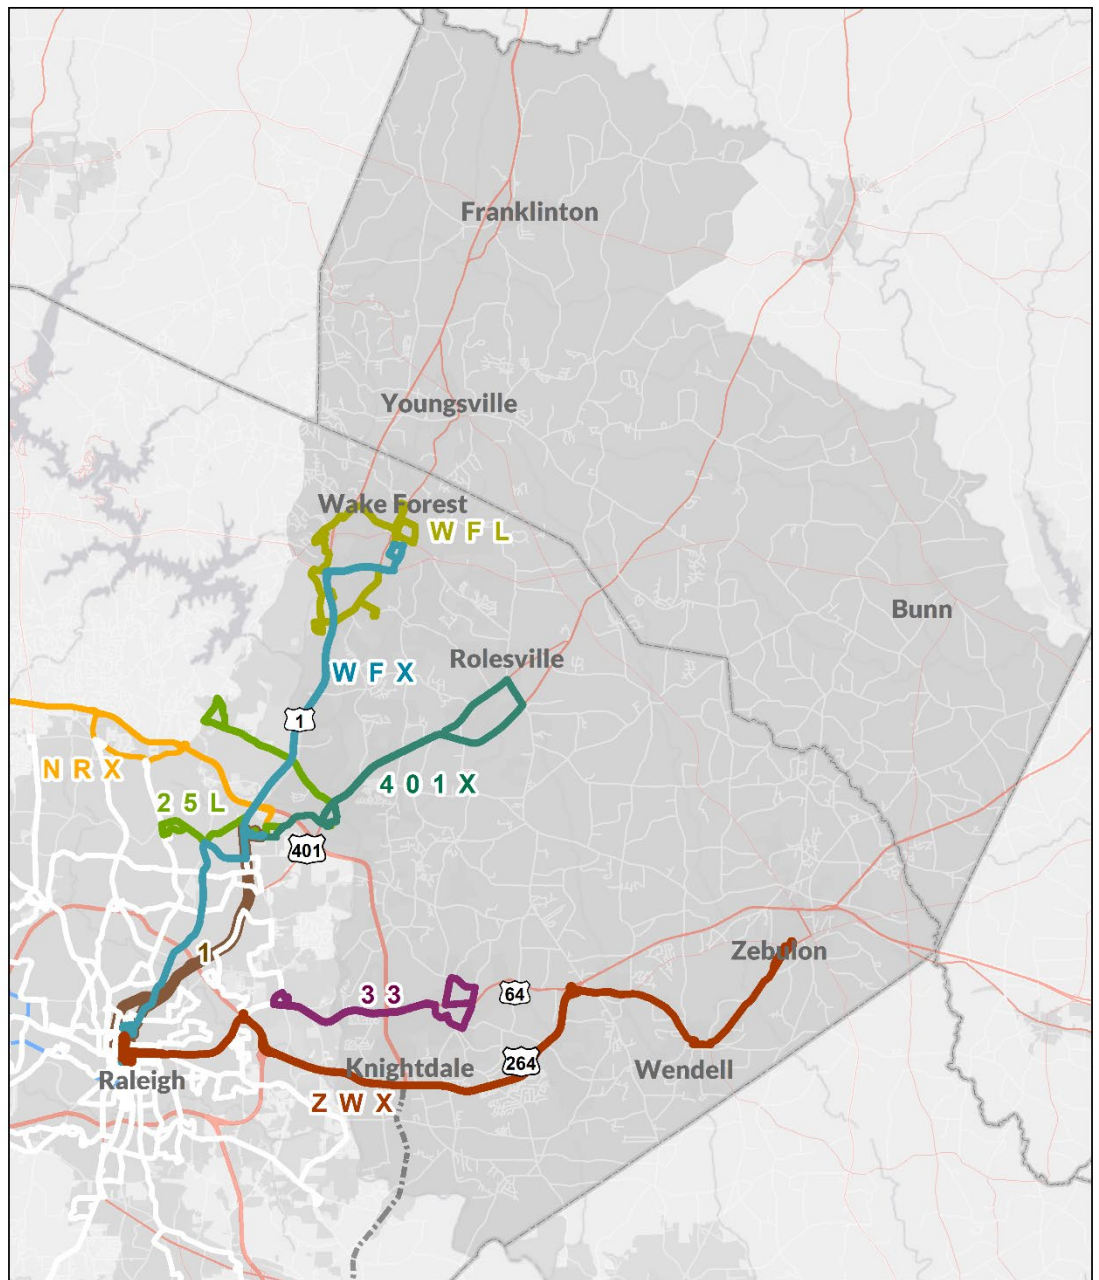 Franklinton
Youngsville
Wake Forest
W F L
Bunn
Rolesville
W F X
1
N R X
4 0 1 X
2 5 L
401
1
Zebulon
3 3
64
264
Knightdale
Wendell
Raleigh
Z W X